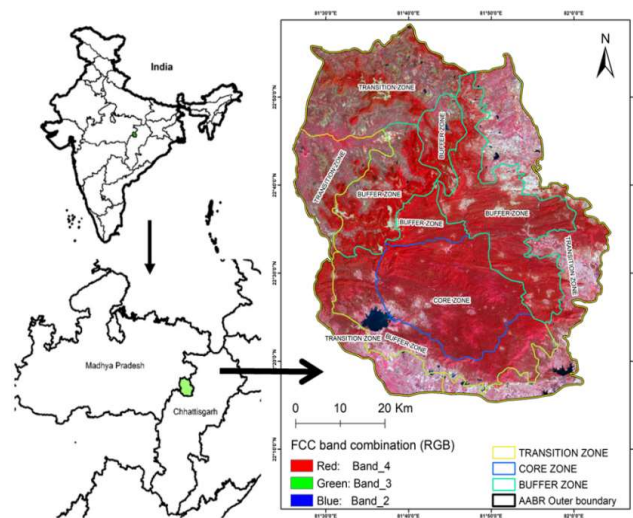 India
Madhya Pradesh
Chhattisgarh
N
TRANSITION ZONE
BUFFER ZONE
TRANSITION ZONE
BUFFER ZONE
BUFFER ZONE
BUFFER ZONE
TRANSITION ZONE
CORE ZONE
TRANSITION ZONE
BUFFER ZONE
0 10 20 Km
FCC band combination (RGB)
Red: Band_4
Green: Band_3
Blue: Band_2
TRANSITION ZONE
CORE ZONE
BUFFER ZONE
AABR Outer boundary